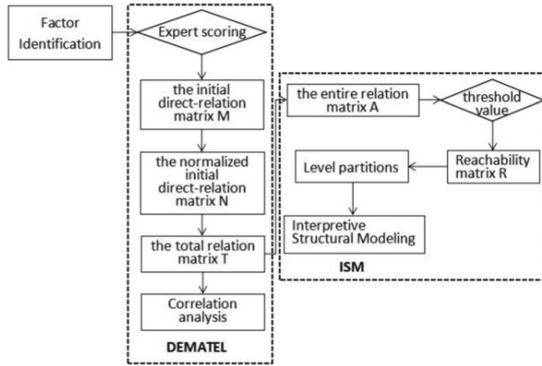 Factor
Identification
Expert scoring
the initial
direct-relation
matrix M
the normalized
initial
direct-relation
matrix N
the total relation
matrix T
Correlation
analysis
DEMATEL
the entire relation
matrix A
threshold
value
Reachability
matrix R
Level partitions
Interpretive
Structural Modeling
ISM